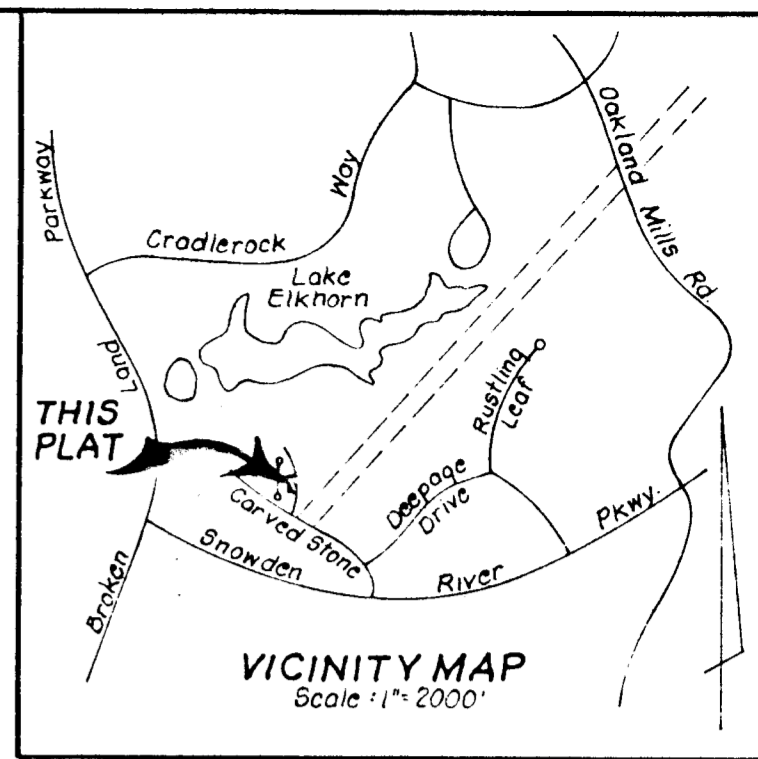 Oakland Mills Rd.
Parkway
Way
Cradlerock
Lake
Elkhorn
Land
Rustling
Leaf
THIS
PLAT
Deepage
Drive
Carved Stone
Pkwy.
Snowden
River
Broken
VICINITY MAP
Scale : 1" = 2000'